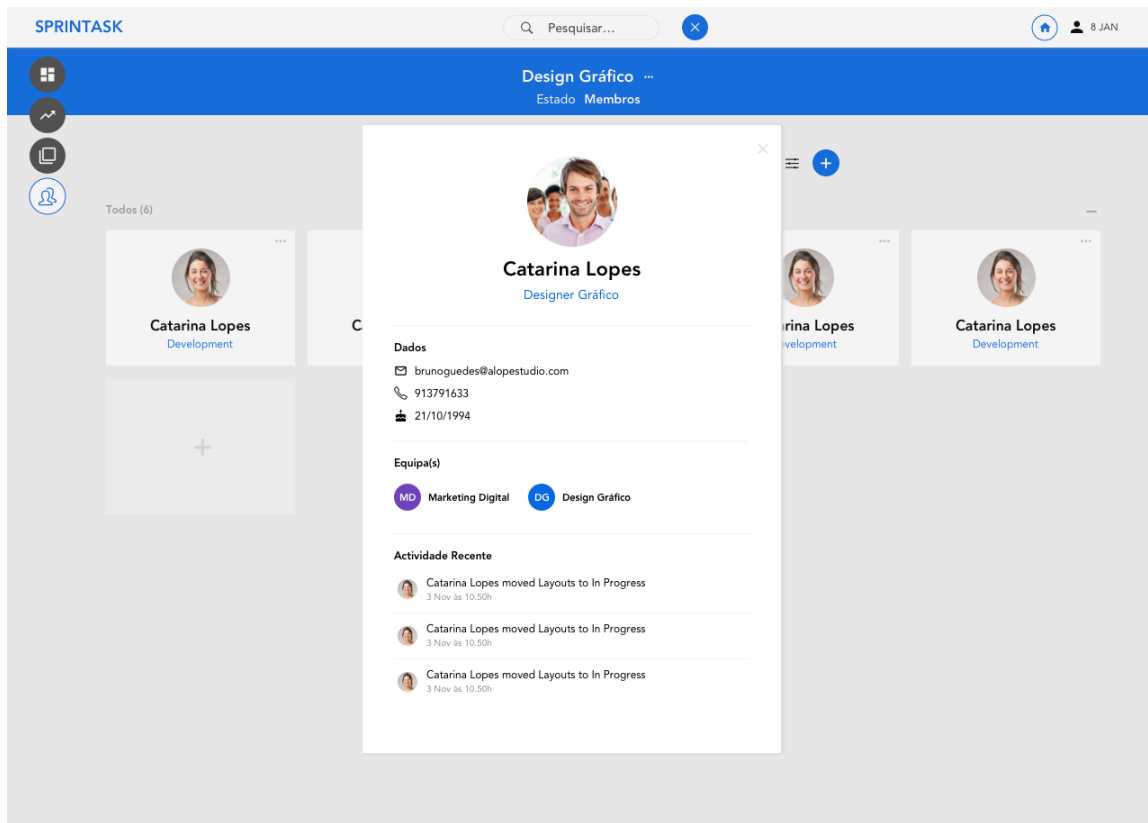 SPRINTASK
Pesquisar...
8 JAN
Design Gráfico ...
Estado Membros
Todos (6)
Catarina Lopes
Development
C
rina Lopes
velopment
Catarina Lopes
Development
Catarina Lopes
Designer Gráfico
Dados
brunoguedes@alopestudio.com
913791633
21/10/1994
Equipa(s)
MD Marketing Digital DG Design Gráfico
Actividade Recente
Catarina Lopes moved Layouts to In Progress
3 Nov às 10.50h
Catarina Lopes moved Layouts to In Progress
3 Nov às 10.50h
Catarina Lopes moved Layouts to In Progress
3 Nov às 10.50h